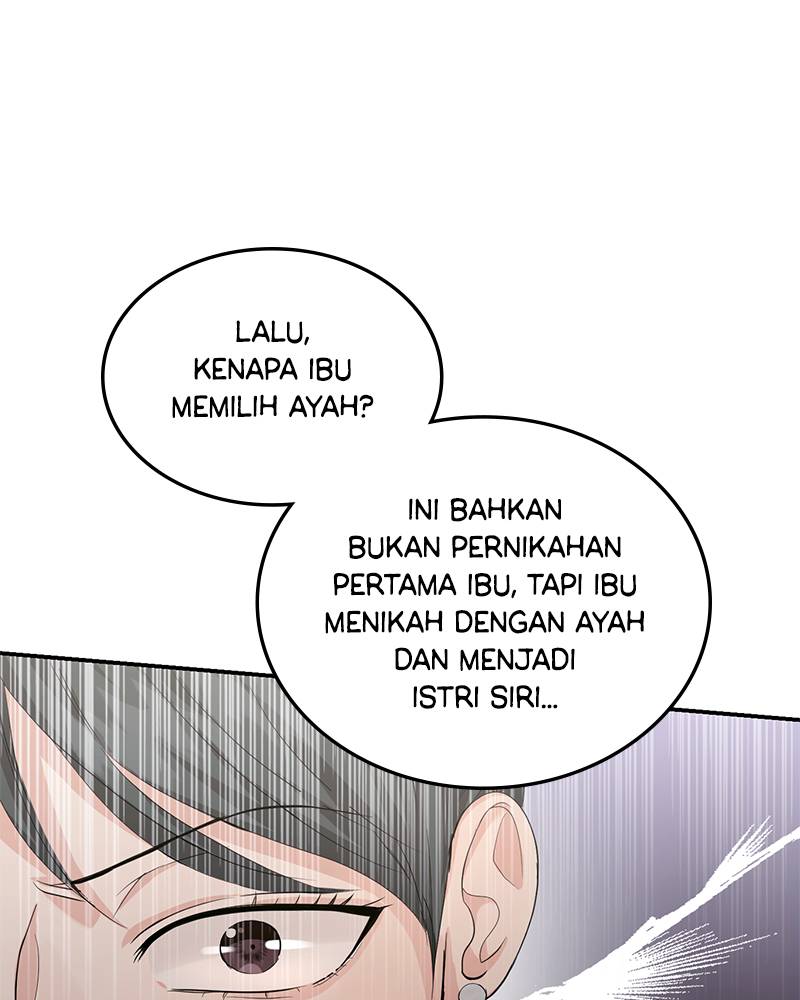 LALU,
KENAPA IBU
MEMILIH AYAH?
INI BAHKAN
BUKAN PERNIKAHAN
PERTAMA IBU, TAPI IBU
MENIKAH DENGAN AYAH
DAN MENJADI
ISTRI SIRI...